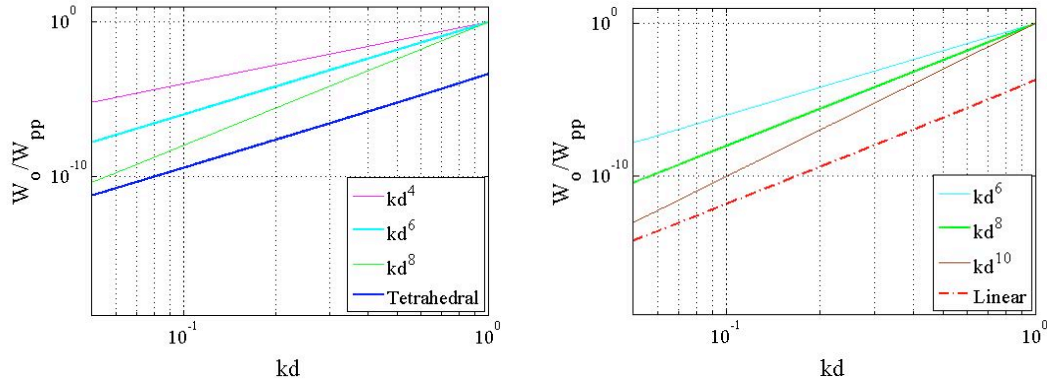 10^0
10^-10
W_o/W_pp
10^-1
10^0
kd
kd^4
kd^6
kd^8
Tetrahedral
10^0
10^-10
W_o/W_pp
10^-1
10^0
kd
kd^6
kd^8
kd^10
Linear